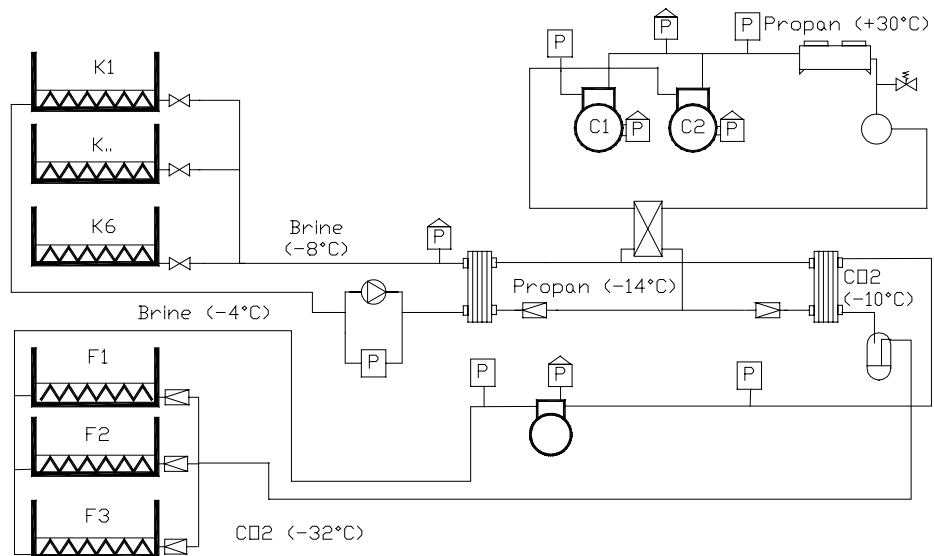 Propan (+30°C)
P
P
P
K1
C1
P
C2
P
K..
K6
Brine
(-8°C)
P
Propan (-14°C)
CO2
(-10°C)
Brine (-4°C)
P
F1
P
P
P
F2
F3
CO2 (-32°C)